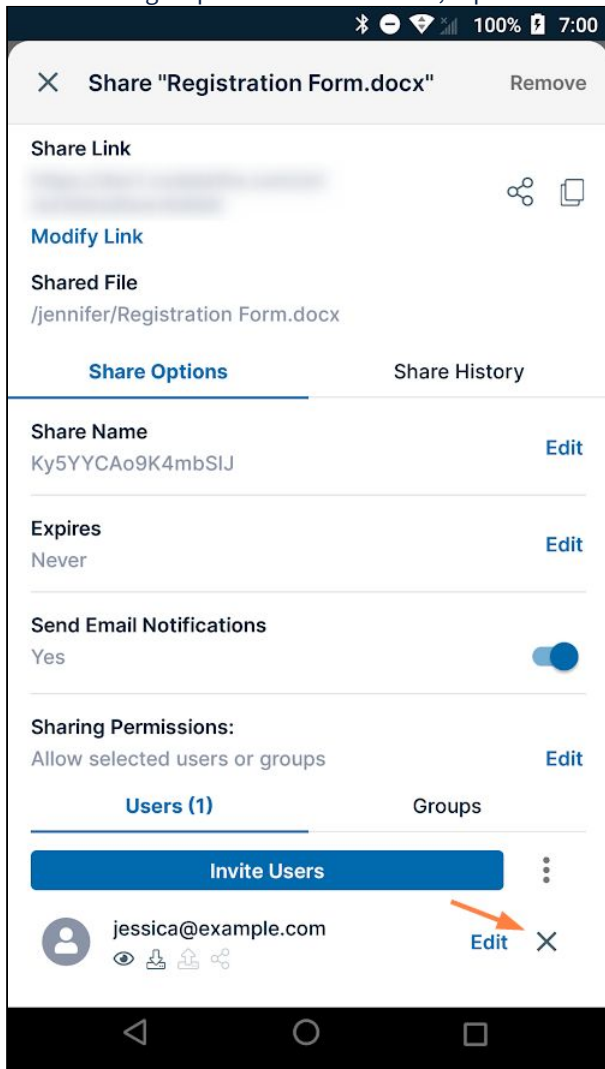 100% 7:00
Share "Registration Form.docx" Remove
Share Link
Modify Link
Shared File
/jennifer/Registration Form.docx
Share Options Share History
Share Name
Ky5YYCAo9K4mbSIJ Edit
Expires
Never Edit
Send Email Notifications
Yes
Sharing Permissions:
Allow selected users or groups Edit
Users (1) Groups
Invite Users
jessica@example.com Edit